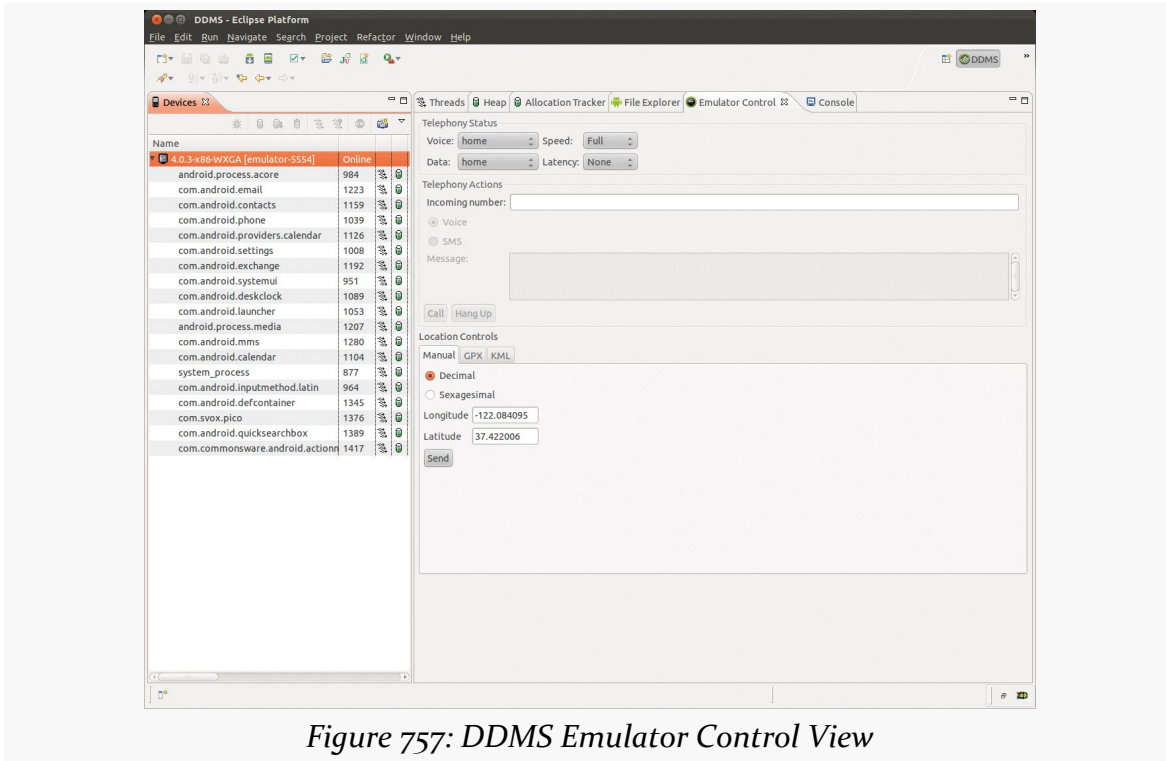 DDMS - Eclipse Platform
File Edit Run Navigate Search Project Refactor Window Help
DDMS
Devices
Threads Heap Allocation Tracker File Explorer Emulator Control Console
Name
4.0.3-x86-WXGA [emulator-5554] Online
android.process.acore 984
com.android.email 1223
com.android.contacts 1159
com.android.phone 1039
com.android.providers.calendar 1126
com.android.settings 1008
com.android.exchange 1192
com.android.systemui 951
com.android.deskclock 1089
com.android.launcher 1053
android.process.media 1207
com.android.mms 1280
com.android.calendar 1104
system_process 877
com.android.inputmethod.latin 964
com.android.defcontainer 1345
com.svox.pico 1376
com.android.quicksearchbox 1389
com.commonsware.android.actionm 1417
Telephony Status
Voice: home Speed: Full
Data: home Latency: None
Telephony Actions
Incoming number:
Voice
SMS
Message:
Call Hang Up
Location Controls
Manual GPX KML
Decimal
Sexagesimal
Longitude -122.084095
Latitude 37.422006
Send
Figure 757: DDMS Emulator Control View